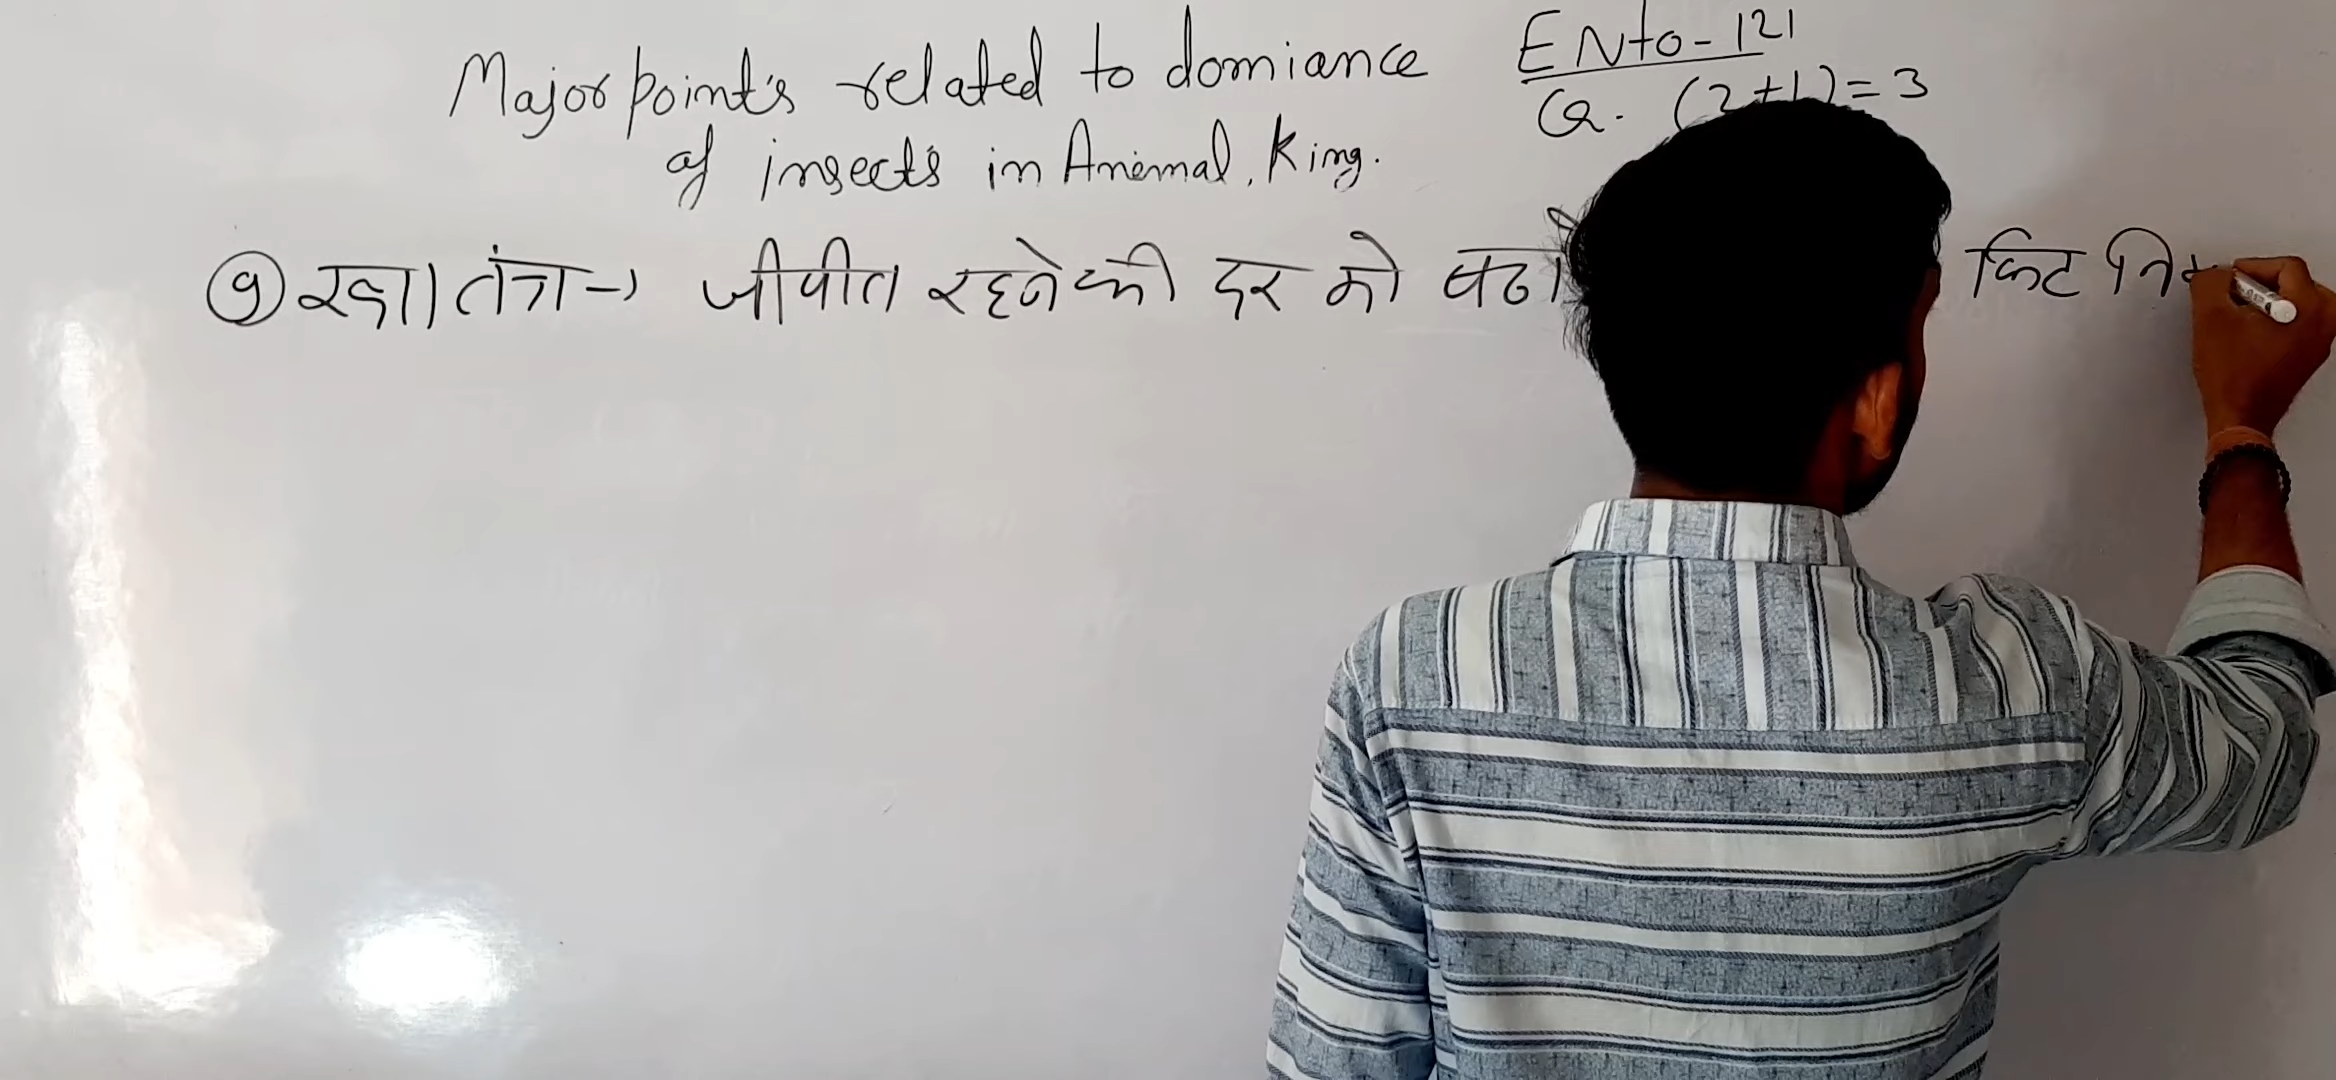 Major points related to domiance
of insects in Animal. King.
ENto-121
Q. (2+1)=3
9 रक्षा तंत्र → जीवीत रहने की दर को बढा किट